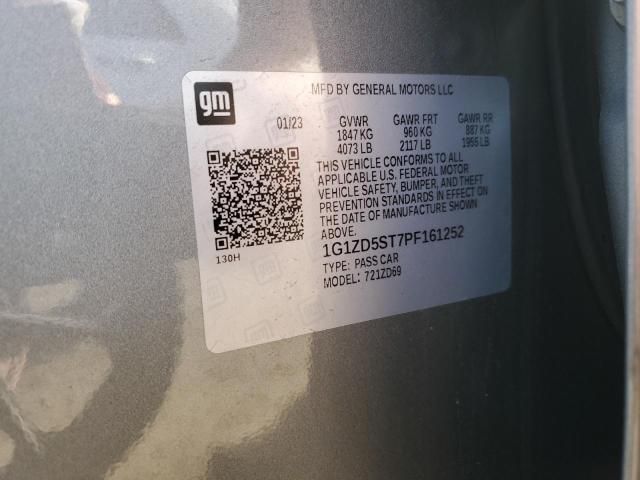 gm
MFD BY GENERAL MOTORS LLC
01/23 GVWR GAWR FRT GAWR RR
1847 KG 960 KG 887 KG
4073 LB 2117 LB 1955 LB
THIS VEHICLE CONFORMS TO ALL
APPLICABLE U.S. FEDERAL MOTOR
VEHICLE SAFETY, BUMPER, AND THEFT
PREVENTION STANDARDS IN EFFECT ON
THE DATE OF MANUFACTURE SHOWN
ABOVE.
130H
1G1ZD5ST7PF161252
TYPE: PASS CAR
MODEL: 721ZD69